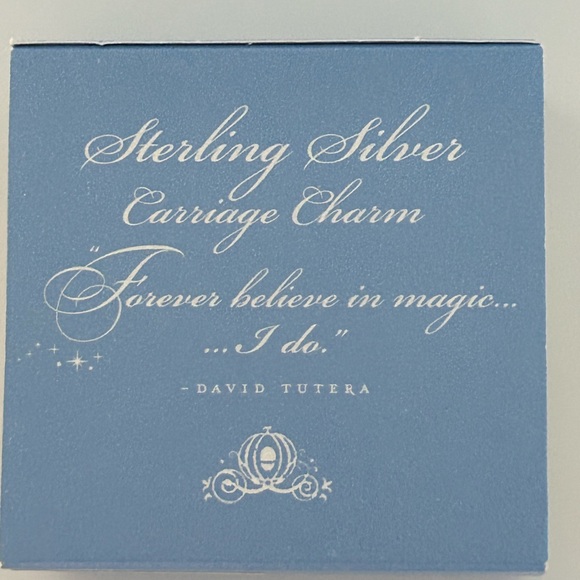 Sterling Silver
Carriage Charm
“Forever believe in magic...
...I do.”
-DAVID TUTERA